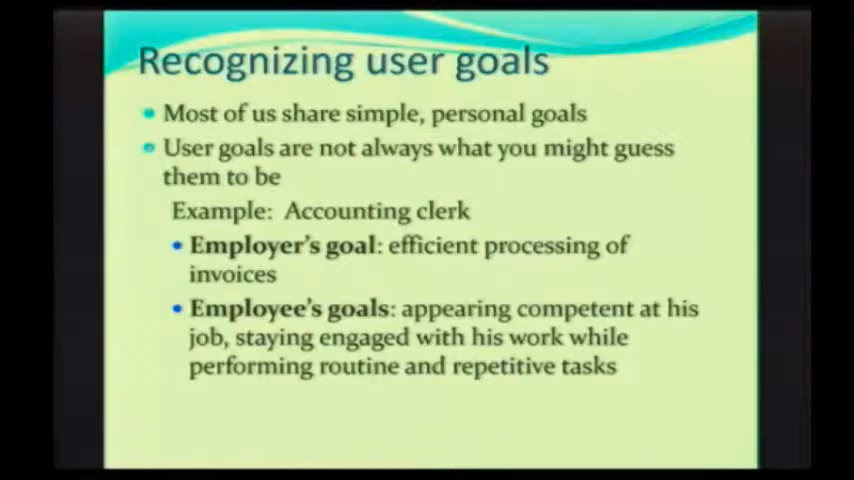 Recognizing user goals
Most of us share simple, personal goals
User goals are not always what you might guess
them to be
Example: Accounting clerk
Employer's goal: efficient processing of
invoices
Employee's goals: appearing competent at his
job, staying engaged with his work while
performing routine and repetitive tasks